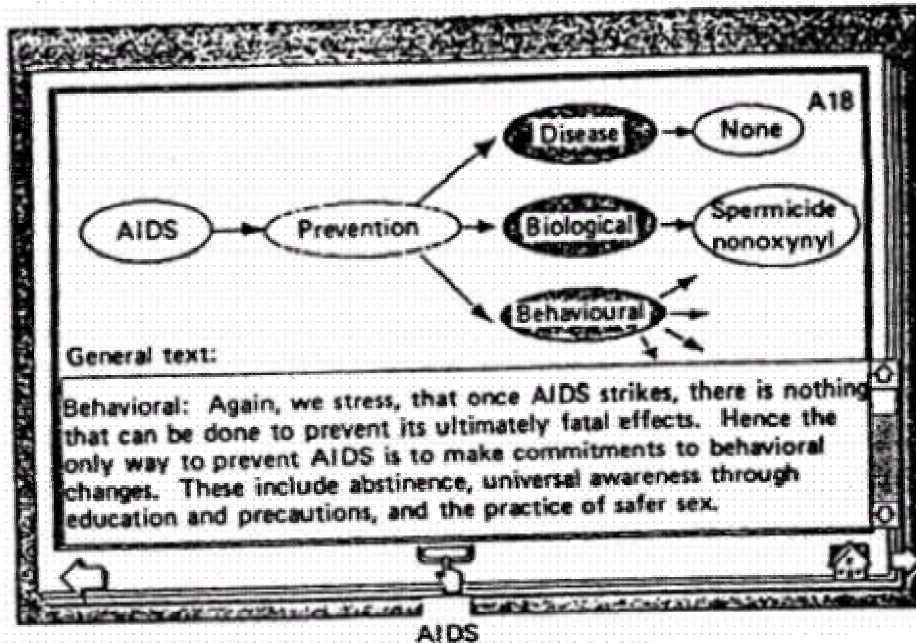 A18
Disease
None
AIDS
Prevention
Biological
Spermicide
nonoxynyl
Behavioural
General text:
Behavioral: Again, we stress, that once AIDS strikes, there is nothing
that can be done to prevent its ultimately fatal effects. Hence the
only way to prevent AIDS is to make commitments to behavioral
changes. These include abstinence, universal awareness through
education and precautions, and the practice of safer sex.
AIDS